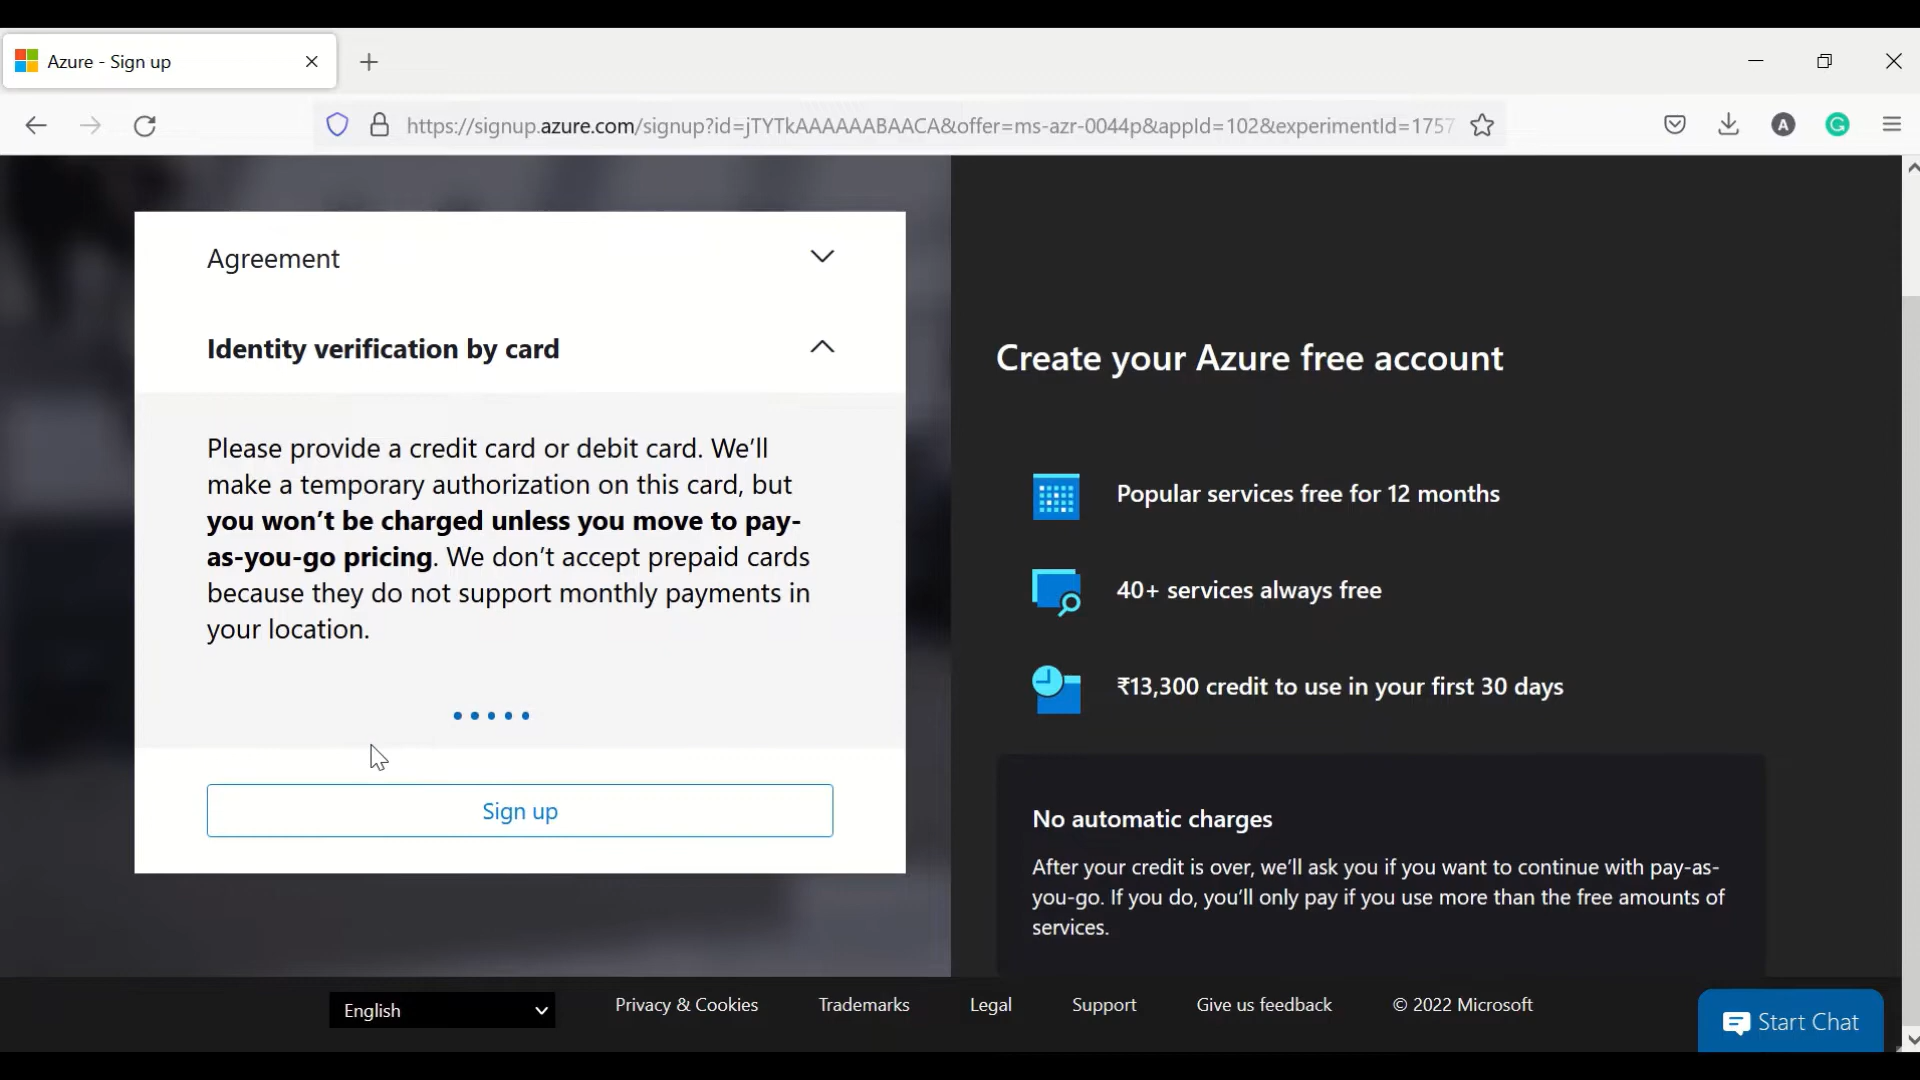 Azure - Sign up
https://signup.azure.com/signup?id=jTYTkAAAAAABAACA&offer=ms-azr-0044p&appId=102&experimentId=1757
A
G
Agreement
Identity verification by card
Please provide a credit card or debit card. We’ll
make a temporary authorization on this card, but
you won’t be charged unless you move to pay-
as-you-go pricing. We don’t accept prepaid cards
because they do not support monthly payments in
your location.
Sign up
Create your Azure free account
Popular services free for 12 months
40+ services always free
₹13,300 credit to use in your first 30 days
No automatic charges
After your credit is over, we’ll ask you if you want to continue with pay-as-
you-go. If you do, you’ll only pay if you use more than the free amounts of
services.
English
Privacy & Cookies
Trademarks
Legal
Support
Give us feedback
© 2022 Microsoft
Start Chat